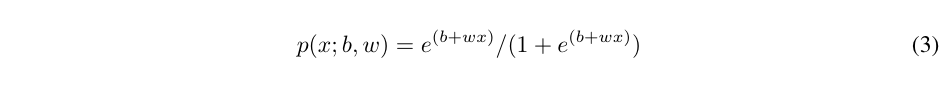 p(x; b, w) = e^{(b+wx)}/(1 + e^{(b+wx)}) (3)